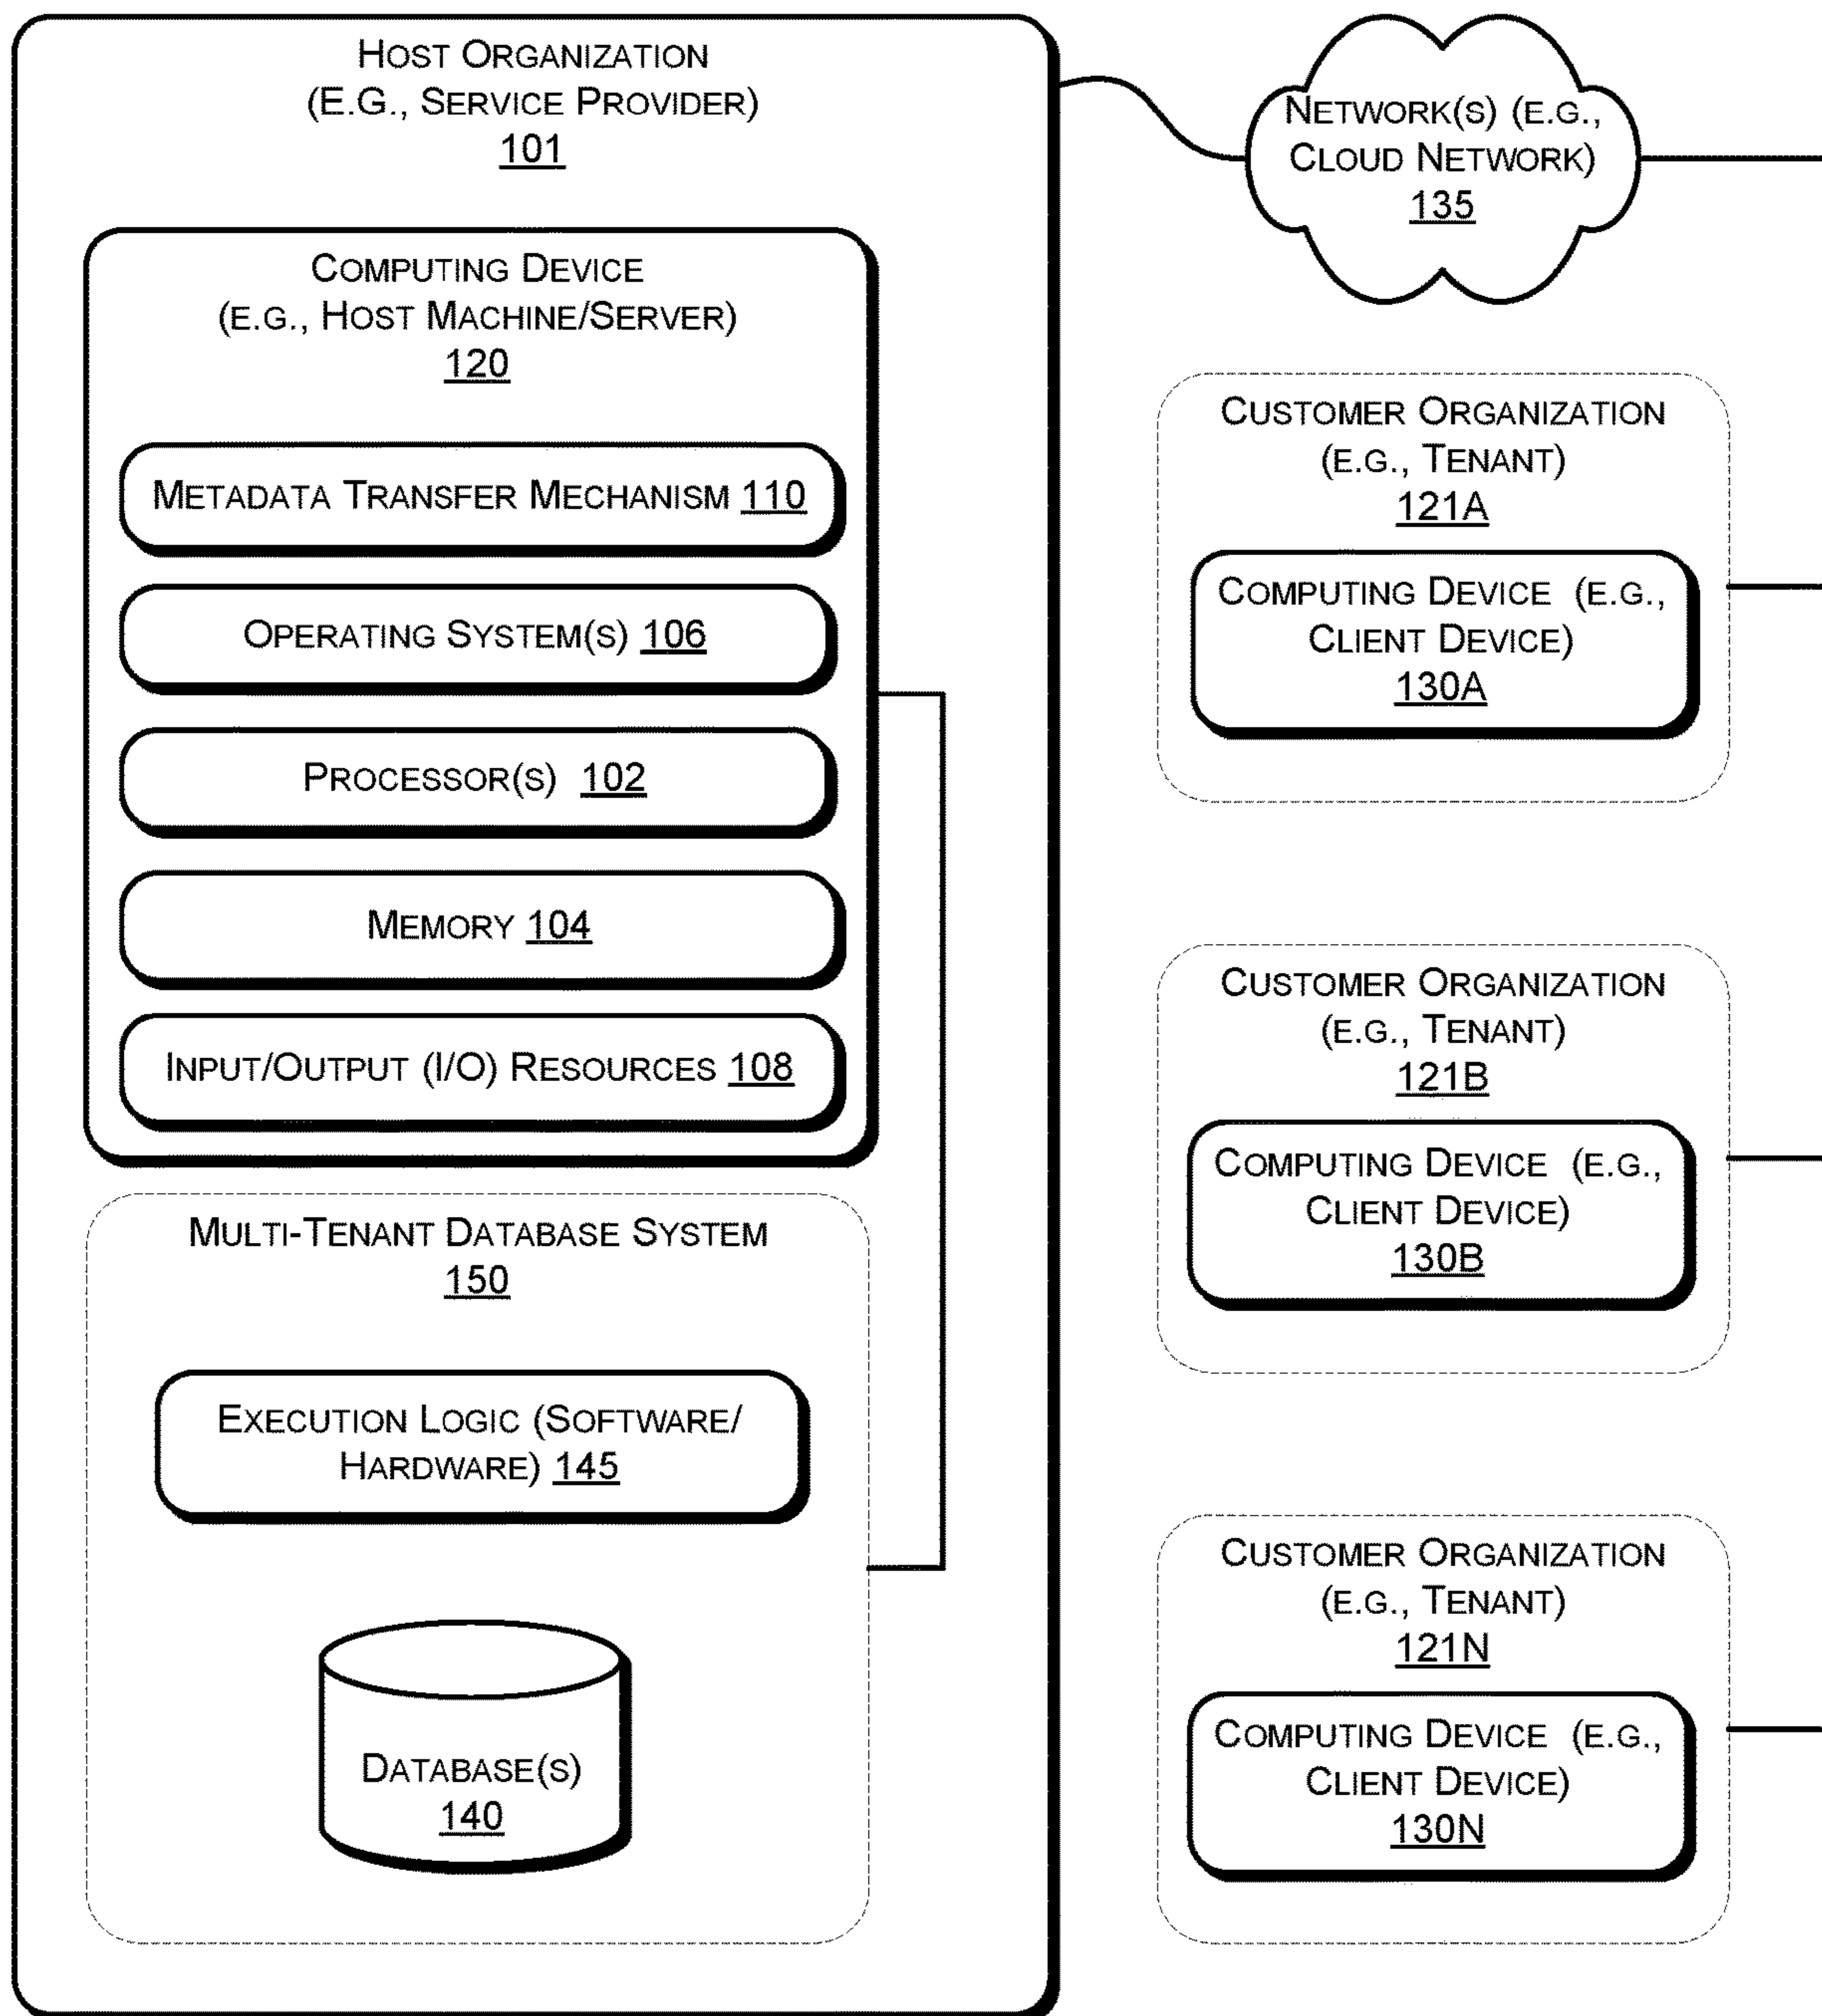 HOST ORGANIZATION
(E.G., SERVICE PROVIDER)
101
COMPUTING DEVICE
(E.G., HOST MACHINE/SERVER)
120
METADATA TRANSFER MECHANISM 110
OPERATING SYSTEM(S) 106
PROCESSOR(S) 102
MEMORY 104
INPUT/OUTPUT (I/O) RESOURCES 108
MULTI-TENANT DATABASE SYSTEM
150
EXECUTION LOGIC (SOFTWARE/
HARDWARE) 145
DATABASE(S)
140
NETWORK(S) (E.G.,
CLOUD NETWORK)
135
CUSTOMER ORGANIZATION
(E.G., TENANT)
121A
COMPUTING DEVICE (E.G.,
CLIENT DEVICE)
130A
CUSTOMER ORGANIZATION
(E.G., TENANT)
121B
COMPUTING DEVICE (E.G.,
CLIENT DEVICE)
130B
CUSTOMER ORGANIZATION
(E.G., TENANT)
121N
COMPUTING DEVICE (E.G.,
CLIENT DEVICE)
130N